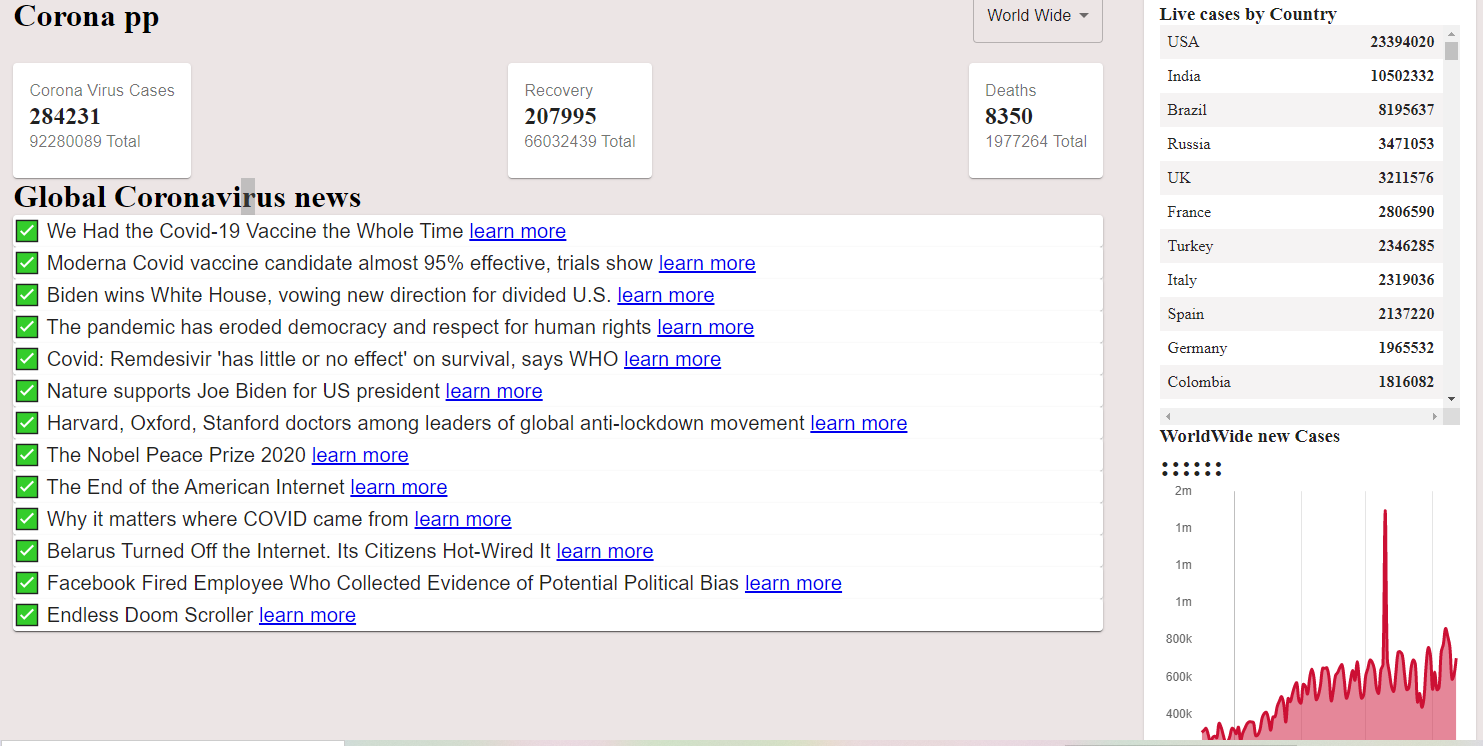 Corona pp
World Wide
Corona Virus Cases
284231
92280089 Total
Recovery
207995
66032439 Total
Deaths
8350
1977264 Total
Global Coronavirus news
We Had the Covid-19 Vaccine the Whole Time learn more
Moderna Covid vaccine candidate almost 95% effective, trials show learn more
Biden wins White House, vowing new direction for divided U.S. learn more
The pandemic has eroded democracy and respect for human rights learn more
Covid: Remdesivir 'has little or no effect' on survival, says WHO learn more
Nature supports Joe Biden for US president learn more
Harvard, Oxford, Stanford doctors among leaders of global anti-lockdown movement learn more
The Nobel Peace Prize 2020 learn more
The End of the American Internet learn more
Why it matters where COVID came from learn more
Belarus Turned Off the Internet. Its Citizens Hot-Wired It learn more
Facebook Fired Employee Who Collected Evidence of Potential Political Bias learn more
Endless Doom Scroller learn more
Live cases by Country
USA 23394020
India 10502332
Brazil 8195637
Russia 3471053
UK 3211576
France 2806590
Turkey 2346285
Italy 2319036
Spain 2137220
Germany 1965532
Colombia 1816082
WorldWide new Cases
::::::
2m
1m
1m
1m
800k
600k
400k